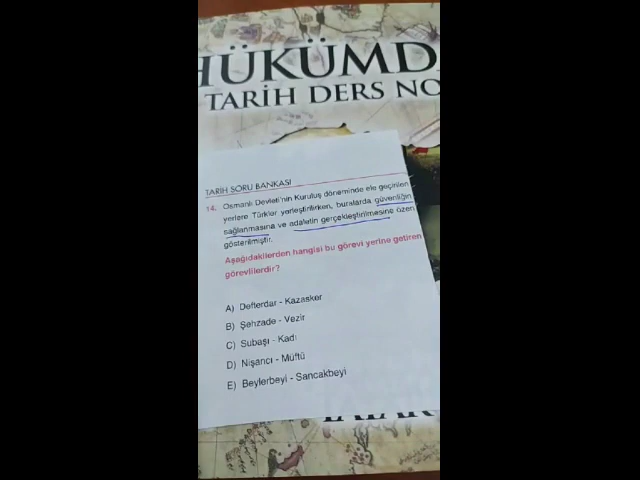 HÜKÜMD
TARİH DERS NO
TARİH SORU BANKASI
14. Osmanlı Devleti'nin Kuruluş döneminde ele geçirilen
yerlere Türkler yerleştirilirken, buralarda güvenliğin
sağlanmasına ve adaletin gerçekleştirilmesine özen
gösterilmiştir.
Aşağıdakilerden hangisi bu görevi yerine getiren
görevlilerdir?
A) Defterdar - Kazasker
B) Şehzade - Vezir
C) Subaşı - Kadı
D) Nişancı - Müftü
E) Beylerbeyi - Sancakbeyi